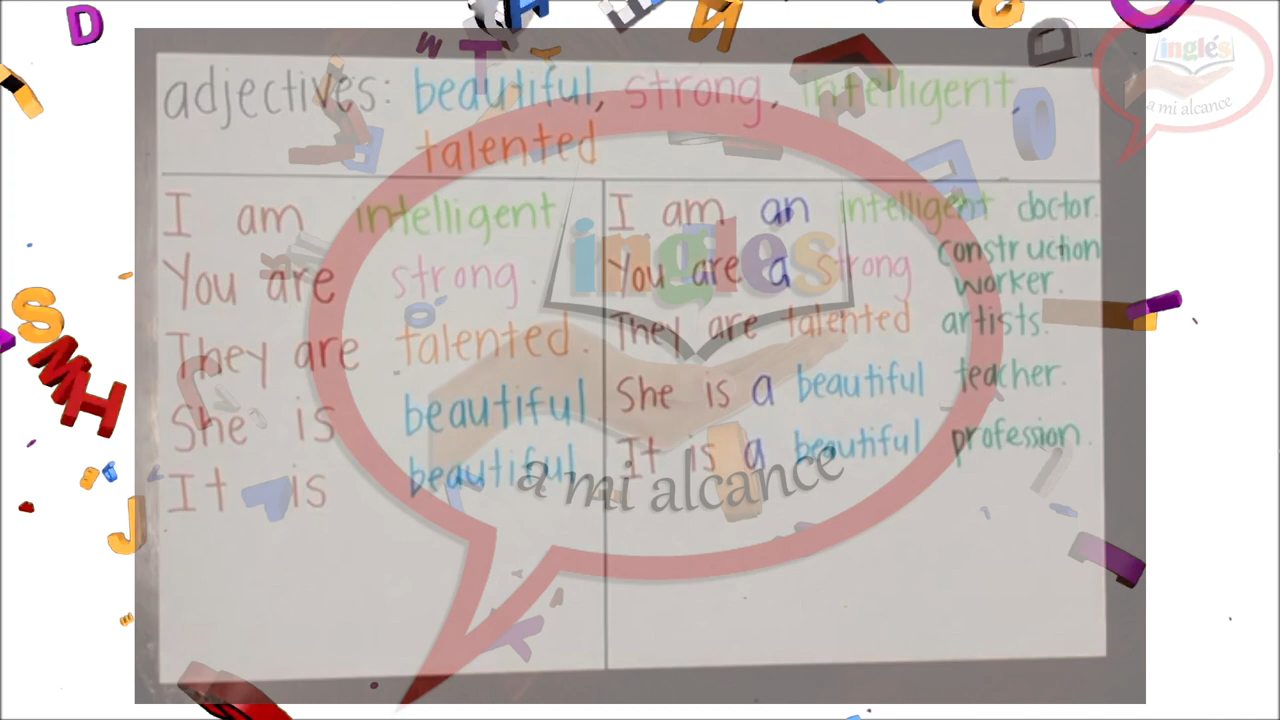 adjectives: beautiful, strong, intelligent,
talented
I am intelligent
You are strong.
They are talented.
She is beautiful
It is beautiful.
I am an intelligent doctor.
You are a strong construction
worker.
They are talented artists.
She is a beautiful teacher.
It is a beautiful profession.
inglés
a mi alcance
inglés
a mi alcance